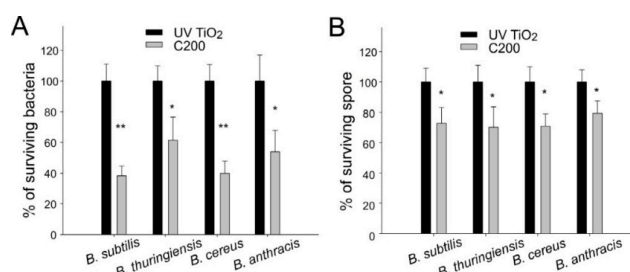 A
UV TiO₂
C200
% of surviving bacteria
120
100
80
60
40
20
0
**
*
**
*
B. subtilis
B. thuringiensis
B. cereus
B. anthracis
B
UV TiO₂
C200
% of surviving spore
120
100
80
60
40
20
0
*
*
*
*
B. subtilis
B. thuringiensis
B. cereus
B. anthracis